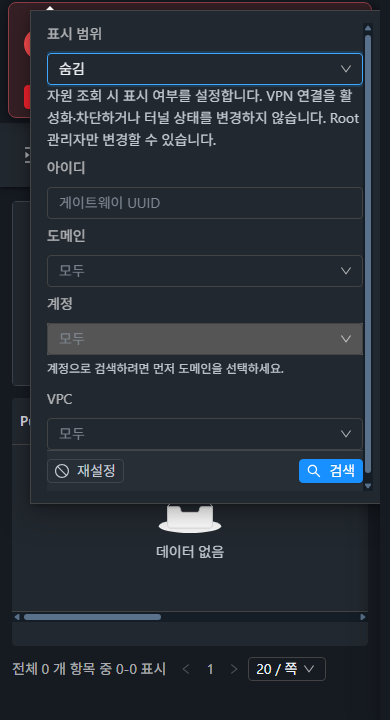 표시 범위
숨김
자원 조회 시 표시 여부를 설정합니다. VPN 연결을 활
성화·차단하거나 터널 상태를 변경하지 않습니다. Root
관리자만 변경할 수 있습니다.
아이디
게이트웨이 UUID
도메인
모두
계정
모두
계정으로 검색하려면 먼저 도메인을 선택하세요.
VPC
모두
재설정
검색
데이터 없음
전체 0 개 항목 중 0-0 표시
1
20 / 쪽